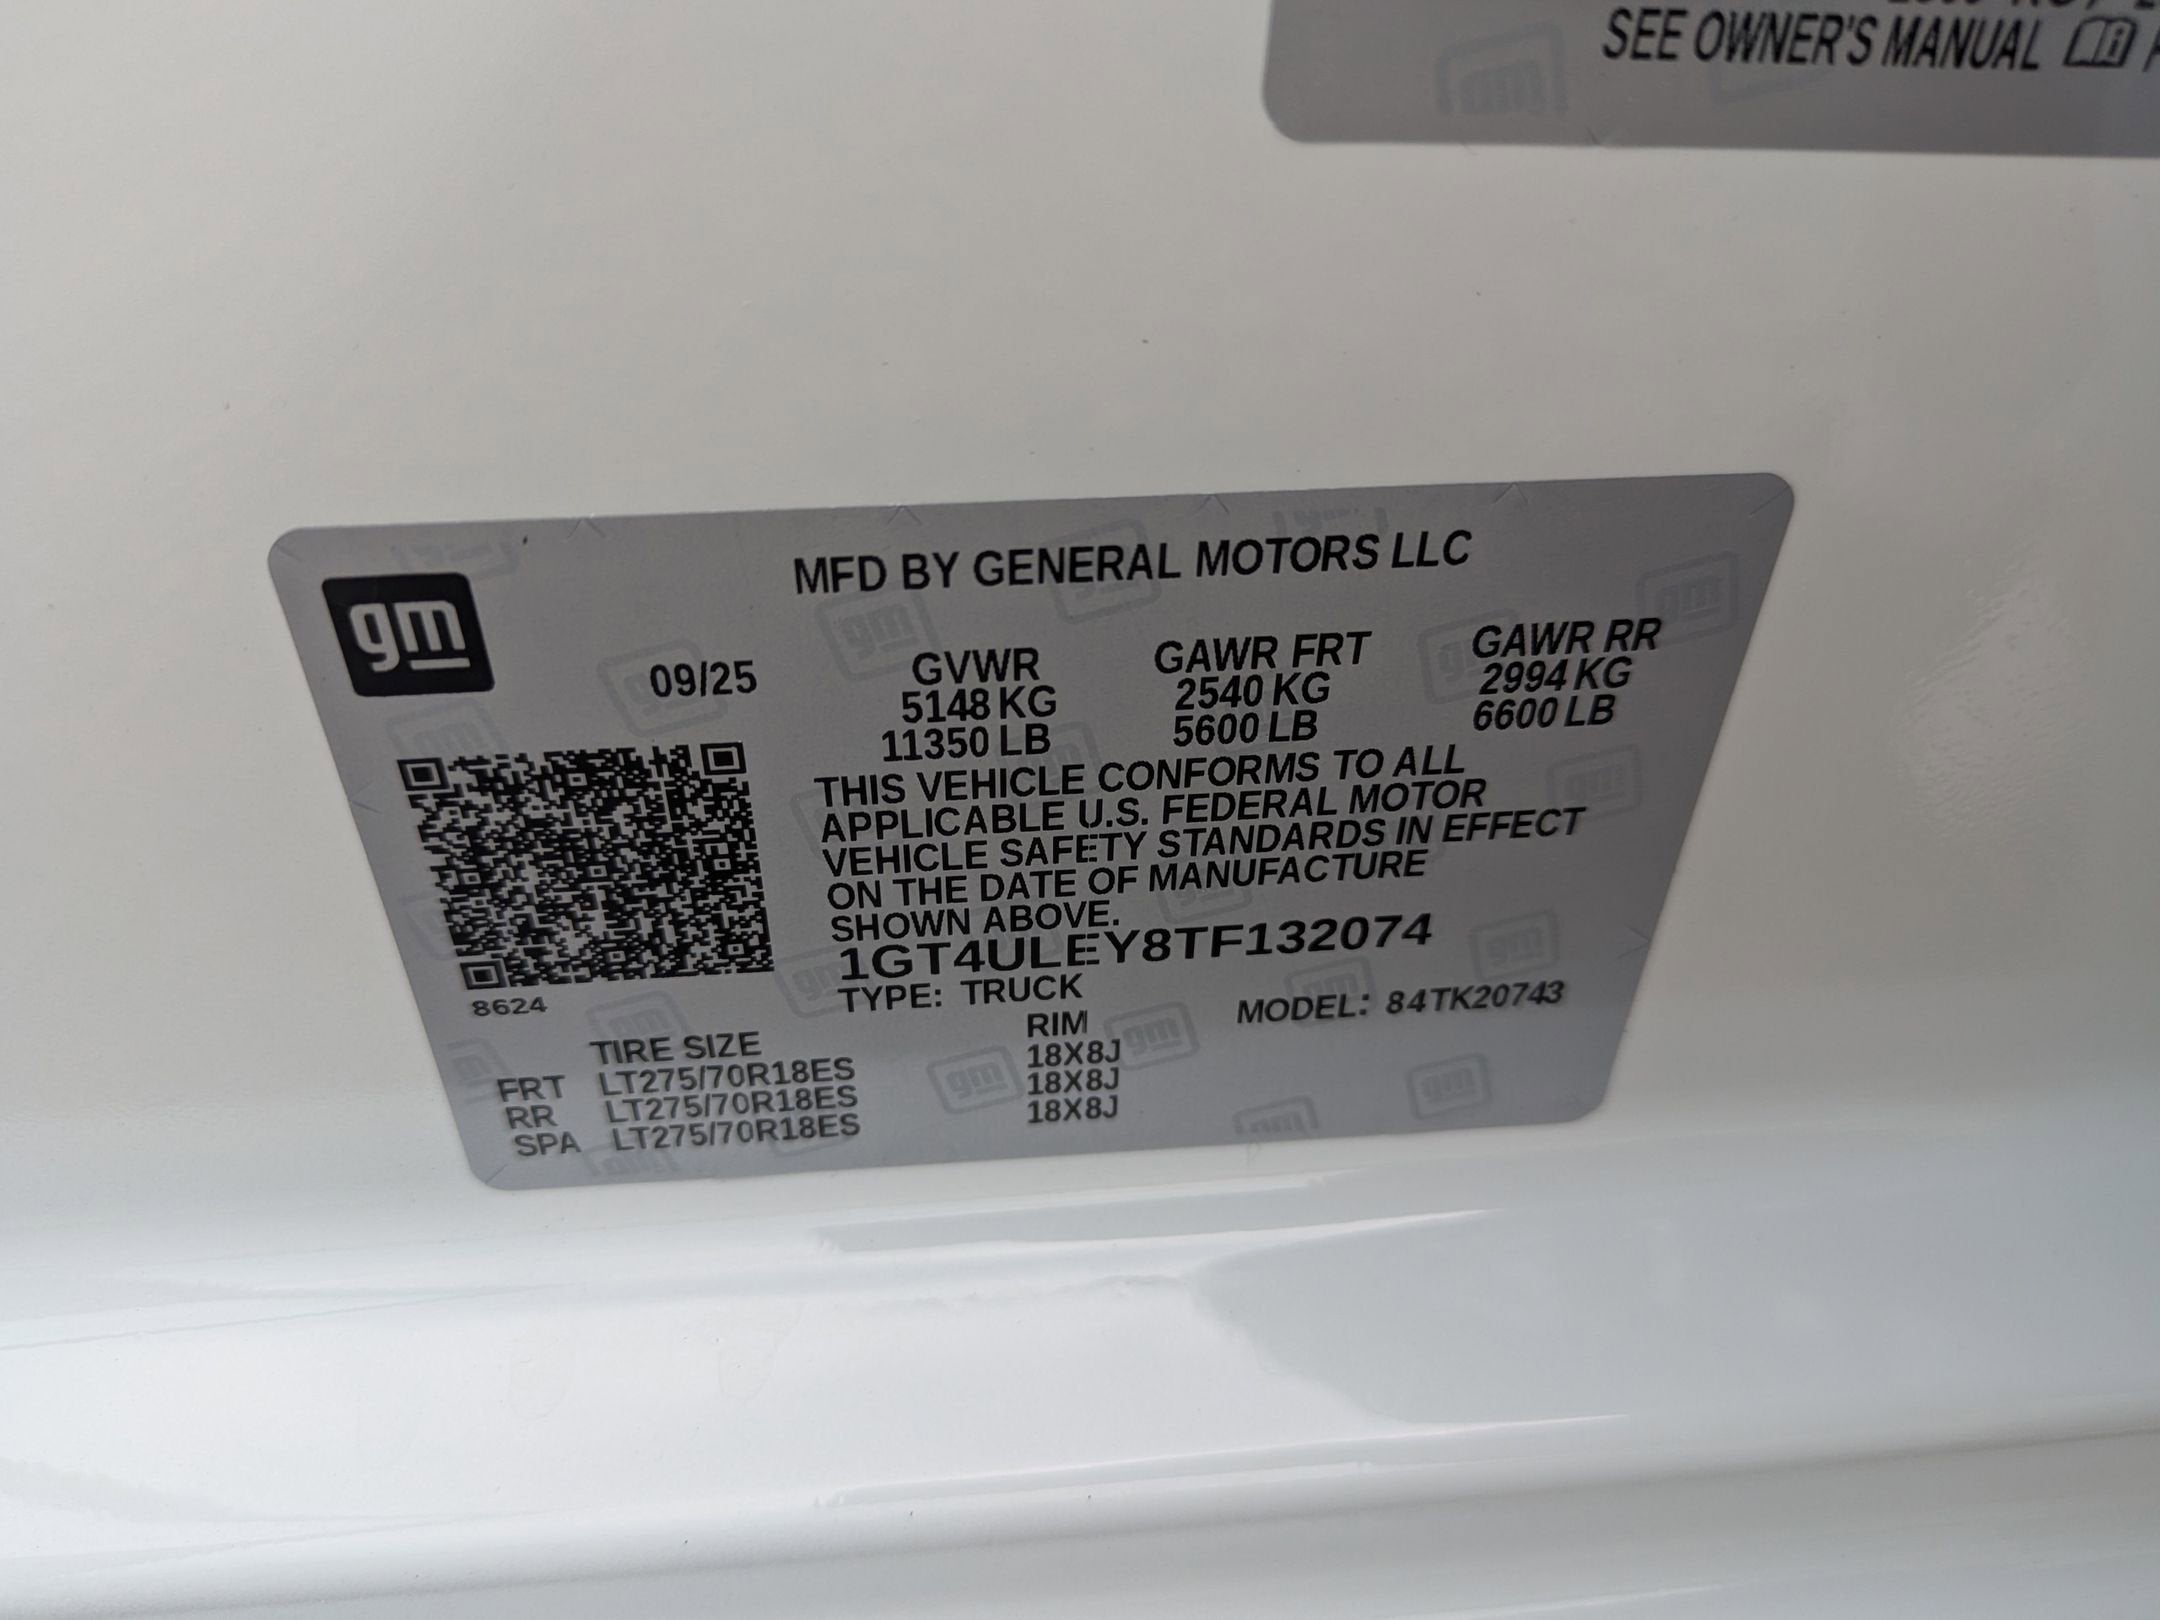 SEE OWNER'S MANUAL
gm
MFD BY GENERAL MOTORS LLC
09/25
GVWR
5148 KG
11350 LB
GAWR FRT
2540 KG
5600 LB
GAWR RR
2994 KG
6600 LB
THIS VEHICLE CONFORMS TO ALL
APPLICABLE U.S. FEDERAL MOTOR
VEHICLE SAFETY STANDARDS IN EFFECT
ON THE DATE OF MANUFACTURE
SHOWN ABOVE.
1GT4ULEY8TF132074
8624
TYPE: TRUCK
MODEL: 84TK20743
TIRE SIZE RIM
FRT LT275/70R18ES 18X8J
RR LT275/70R18ES 18X8J
SPA LT275/70R18ES 18X8J